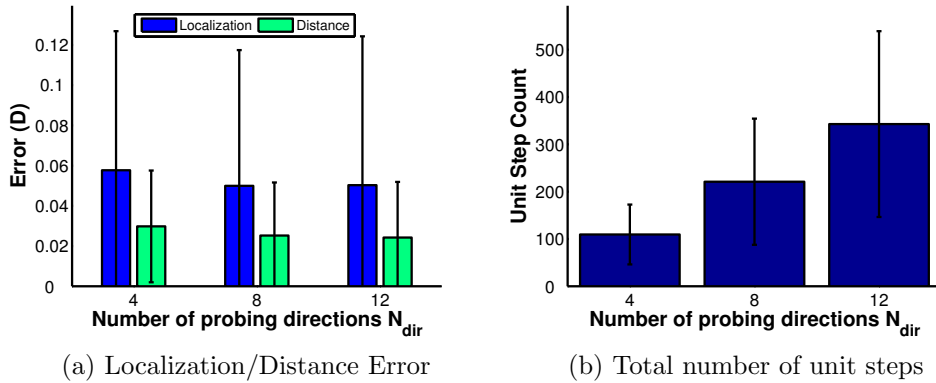 Localization Distance
0.12
0.1
0.08
0.06
0.04
0.02
0
Error (D)
4 8 12
Number of probing directions N_dir
(a) Localization/Distance Error
500
400
300
200
100
0
Unit Step Count
4 8 12
Number of probing directions N_dir
(b) Total number of unit steps